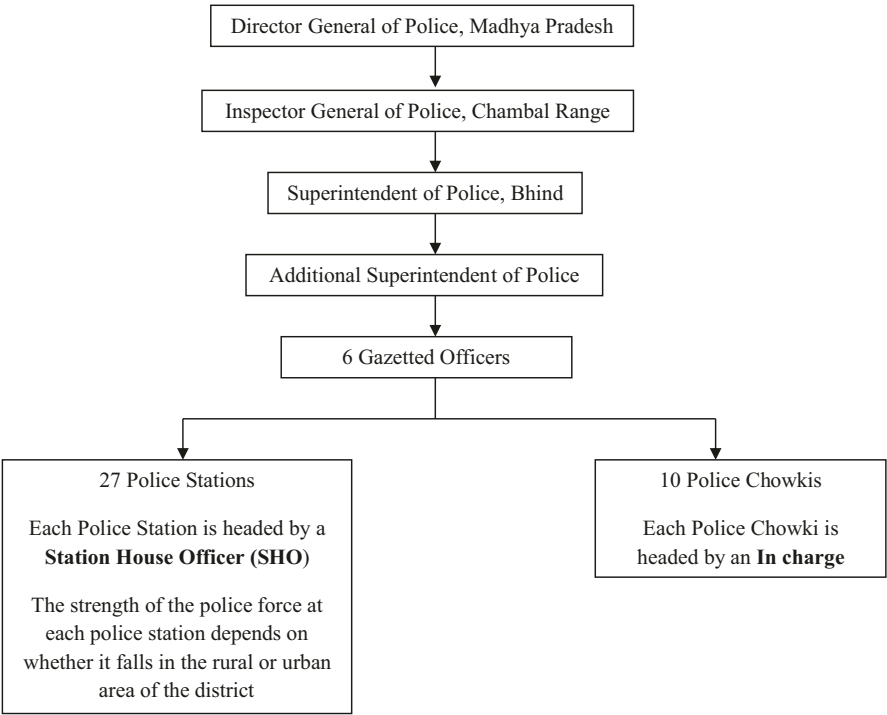 Director General of Police, Madhya Pradesh
Inspector General of Police, Chambal Range
Superintendent of Police, Bhind
Additional Superintendent of Police
6 Gazetted Officers
27 Police Stations
Each Police Station is headed by a
Station House Officer (SHO)
The strength of the police force at
each police station depends on
whether it falls in the rural or urban
area of the district
10 Police Chowkis
Each Police Chowki is
headed by an In charge